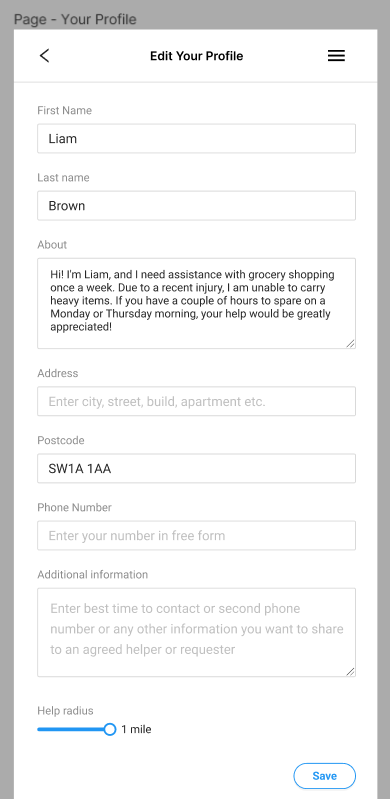 Page - Your Profile
Edit Your Profile
First Name
Liam
Last name
Brown
About
Hi! I'm Liam, and I need assistance with grocery shopping
once a week. Due to a recent injury, I am unable to carry
heavy items. If you have a couple of hours to spare on a
Monday or Thursday morning, your help would be greatly
appreciated!
Address
Enter city, street, build, apartment etc.
Postcode
SW1A 1AA
Phone Number
Enter your number in free form
Additional information
Enter best time to contact or second phone
number or any other information you want to share
to an agreed helper or requester
Help radius
1 mile
Save